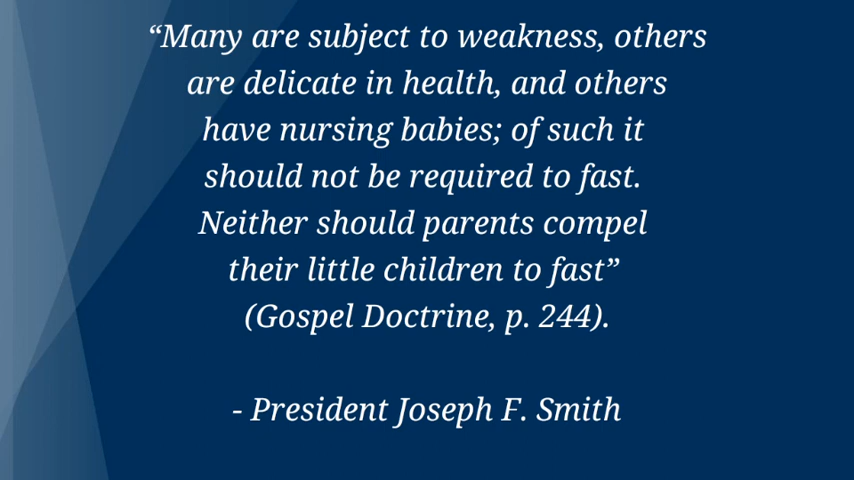 “Many are subject to weakness, others
are delicate in health, and others
have nursing babies; of such it
should not be required to fast.
Neither should parents compel
their little children to fast”
(Gospel Doctrine, p. 244).
- President Joseph F. Smith